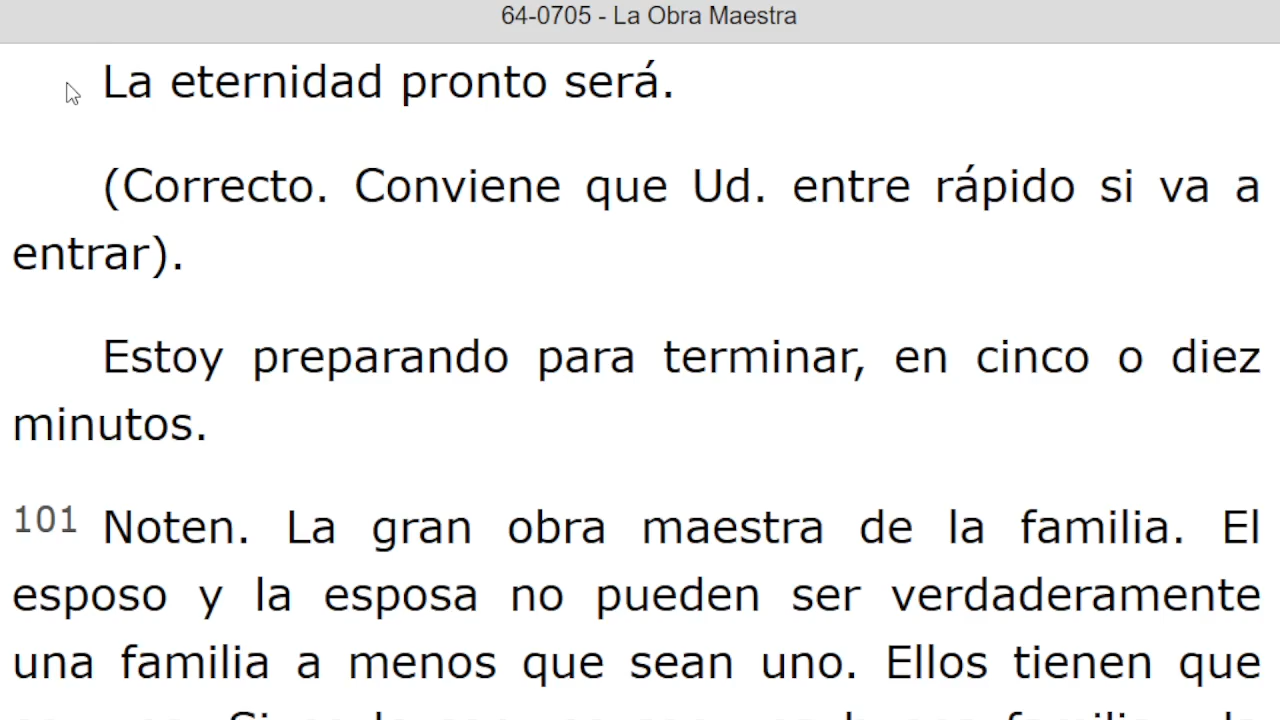 64-0705 - La Obra Maestra
La eternidad pronto será.
(Correcto. Conviene que Ud. entre rápido si va a
entrar).
Estoy preparando para terminar, en cinco o diez
minutos.
101 Noten. La gran obra maestra de la familia. El
esposo y la esposa no pueden ser verdaderamente
una familia a menos que sean uno. Ellos tienen que